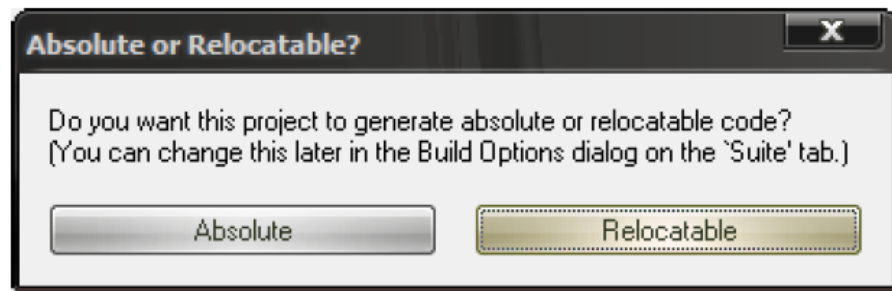 Absolute or Relocatable?
X
Do you want this project to generate absolute or relocatable code?
(You can change this later in the Build Options dialog on the `Suite' tab.)
Absolute
Relocatable